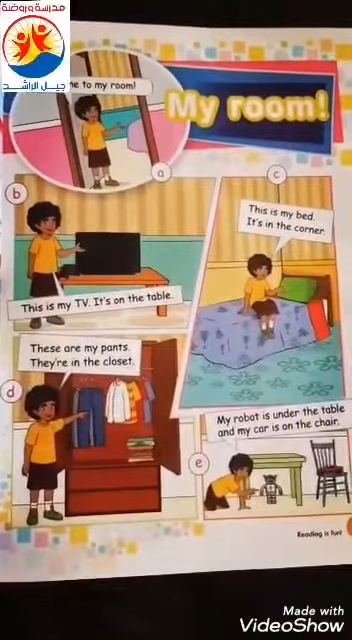 مدرسة وروضة
جيل الراشد
me to my room!
My room!
a
b
This is my TV. It's on the table.
c
This is my bed.
It's in the corner.
d
These are my pants.
They're in the closet.
My robot is under the table
and my car is on the chair.
e
Reading is fun!
Made with
VideoShow